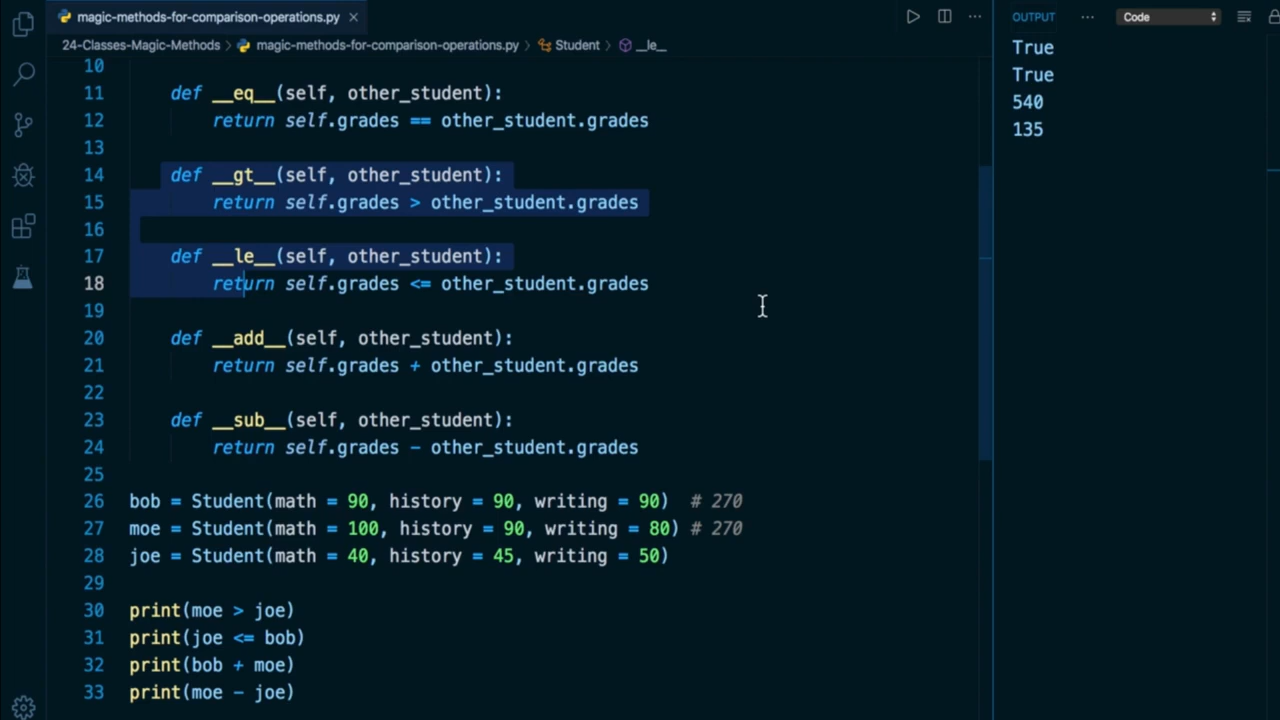 magic-methods-for-comparison-operations.py
24-Classes-Magic-Methods > magic-methods-for-comparison-operations.py > Student > __le__
10
11 def __eq__(self, other_student):
12 return self.grades == other_student.grades
13
14 def __gt__(self, other_student):
15 return self.grades > other_student.grades
16
17 def __le__(self, other_student):
18 return self.grades <= other_student.grades
19
20 def __add__(self, other_student):
21 return self.grades + other_student.grades
22
23 def __sub__(self, other_student):
24 return self.grades - other_student.grades
25
26 bob = Student(math = 90, history = 90, writing = 90) # 270
27 moe = Student(math = 100, history = 90, writing = 80) # 270
28 joe = Student(math = 40, history = 45, writing = 50)
29
30 print(moe > joe)
31 print(joe <= bob)
32 print(bob + moe)
33 print(moe - joe)
OUTPUT ... Code
True
True
540
135